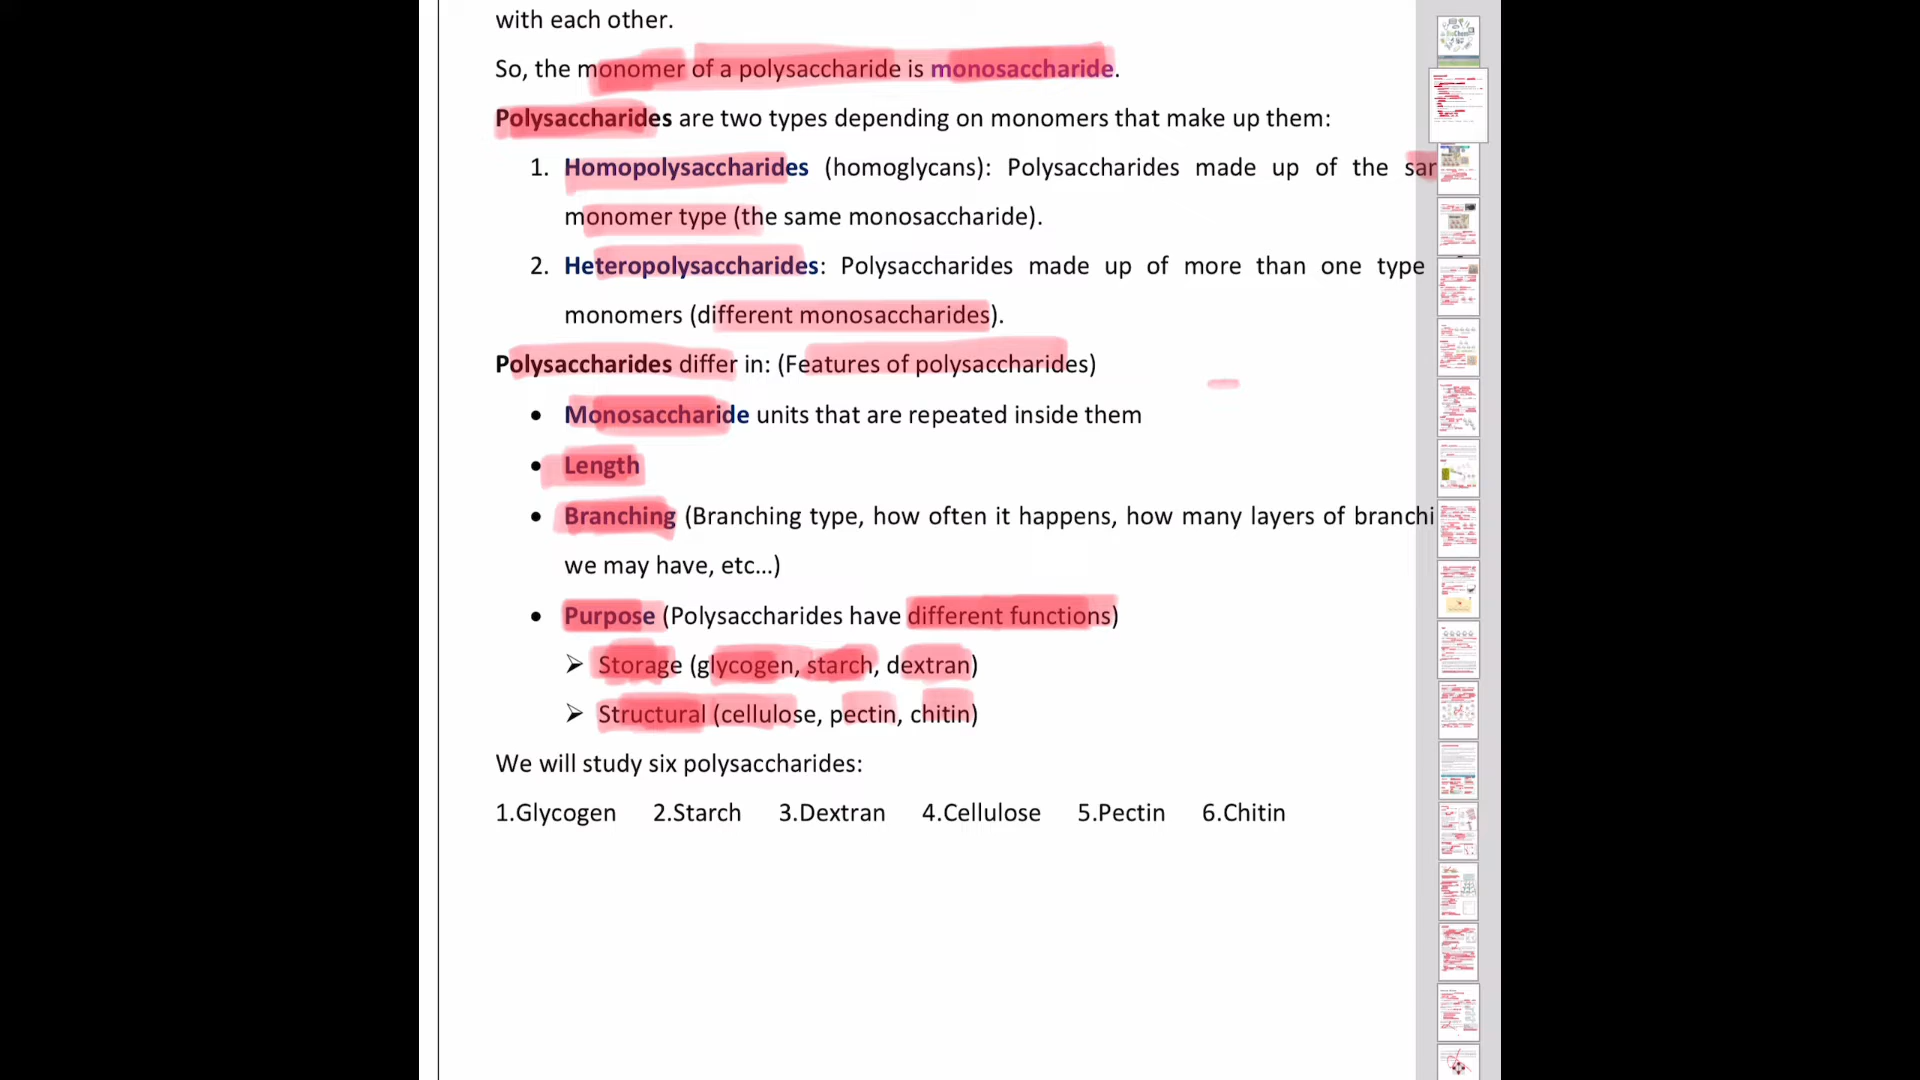 with each other.
So, the monomer of a polysaccharide is monosaccharide.
Polysaccharides are two types depending on monomers that make up them:
1. Homopolysaccharides (homoglycans): Polysaccharides made up of the
monomer type (the same monosaccharide).
2. Heteropolysaccharides: Polysaccharides made up of more than one type
monomers (different monosaccharides).
Polysaccharides differ in: (Features of polysaccharides)
• Monosaccharide units that are repeated inside them
• Length
• Branching (Branching type, how often it happens, how many layers of branchi
we may have, etc...)
• Purpose (Polysaccharides have different functions)
➢ Storage (glycogen, starch, dextran)
➢ Structural (cellulose, pectin, chitin)
We will study six polysaccharides:
1.Glycogen 2.Starch 3.Dextran 4.Cellulose 5.Pectin 6.Chitin